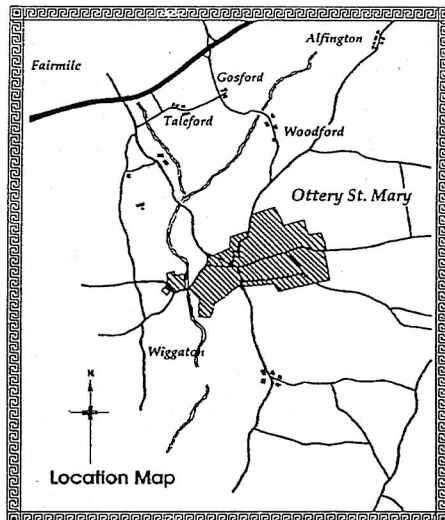 Alfington
Fairmile
Gosford
Taleford
Woodford
Ottery St. Mary
Wiggaton
N
Location Map